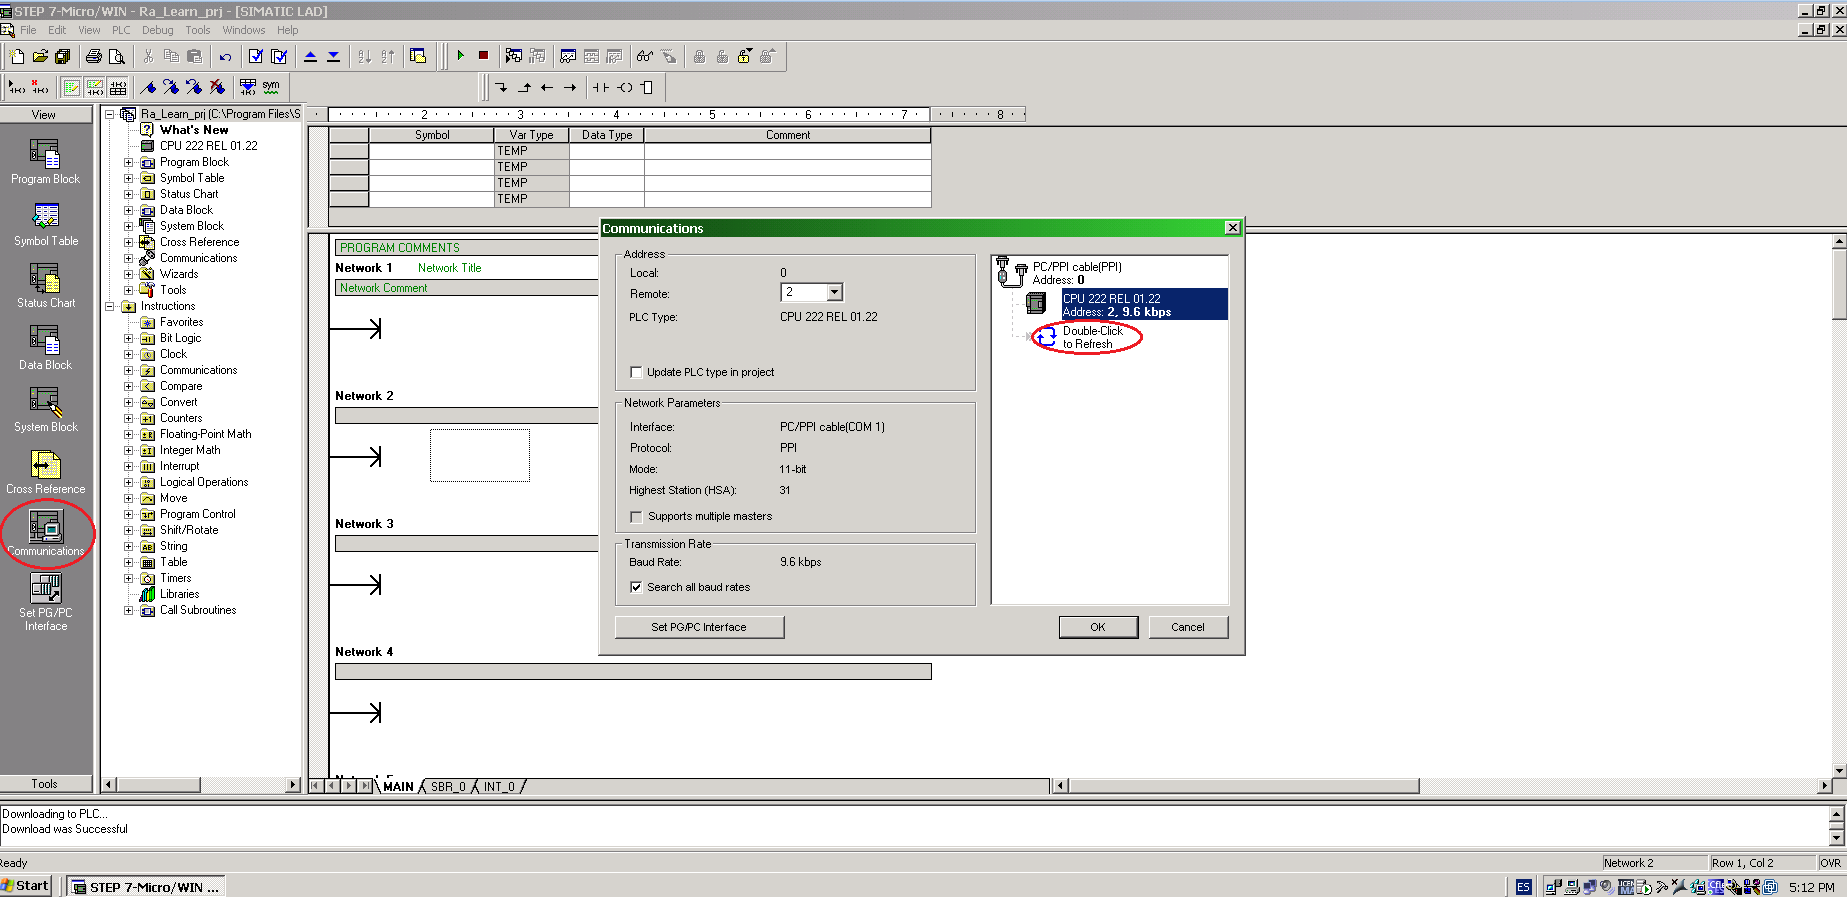 STEP 7-Micro/WIN - Ra_Learn_prj - [SIMATIC LAD]
File Edit View PLC Debug Tools Windows Help
sym
View
Program Block
Symbol Table
Status Chart
Data Block
System Block
Cross Reference
Communications
Set PG/PC
Interface
Tools
Ra_Learn_prj (C:\Program Files\S
What's New
CPU 222 REL 01.22
Program Block
Symbol Table
Status Chart
Data Block
System Block
Cross Reference
Communications
Wizards
Tools
Instructions
Favorites
Bit Logic
Clock
Communications
Compare
Convert
Counters
Floating-Point Math
Integer Math
Interrupt
Logical Operations
Move
Program Control
Shift/Rotate
String
Table
Timers
Libraries
Call Subroutines
2 3 4 5 6 7 8
Symbol Var Type Data Type Comment
TEMP
TEMP
TEMP
TEMP
PROGRAM COMMENTS
Network 1 Network Title
Network Comment
Network 2
Network 3
Network 4
MAIN SBR_0 INT_0
Communications
Address
Local: 0
Remote: 2
PLC Type: CPU 222 REL 01.22
Update PLC type in project
Network Parameters
Interface: PC/PPI cable(COM 1)
Protocol: PPI
Mode: 11-bit
Highest Station (HSA): 31
Supports multiple masters
Transmission Rate
Baud Rate: 9.6 kbps
Search all baud rates
Set PG/PC Interface
PC/PPI cable(PPI)
Address: 0
CPU 222 REL 01.22
Address: 2, 9.6 kbps
Double-Click
to Refresh
OK Cancel
Downloading to PLC...
Download was Successful
Ready
Network 2 Row 1, Col 2 OVR
Start STEP 7-Micro/WIN ... ES 5:12 PM